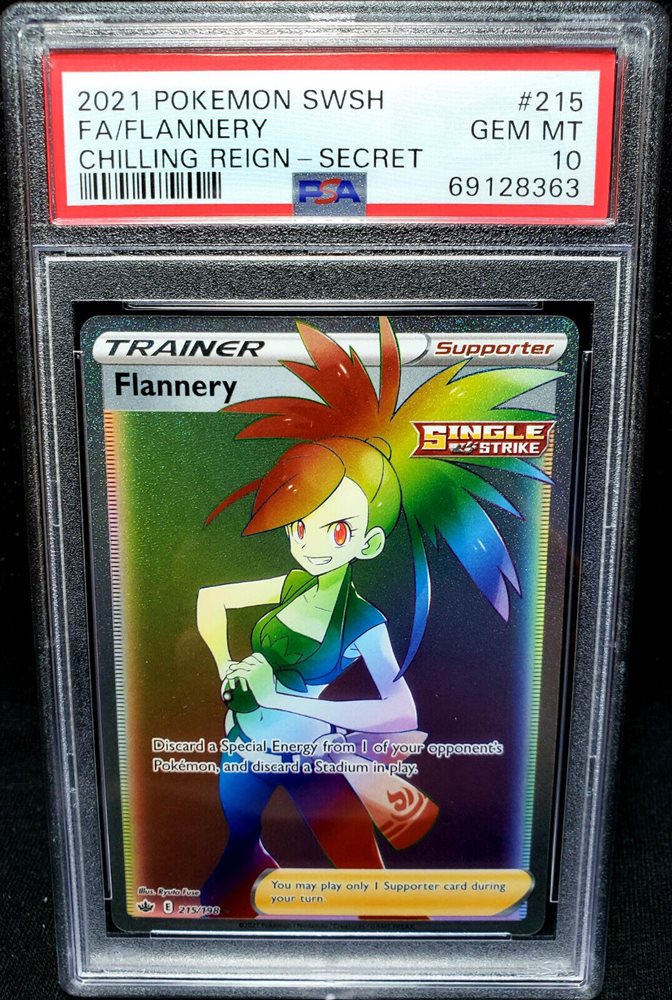 2021 POKEMON SWSH #215
FA/FLANNERY GEM MT
CHILLING REIGN - SECRET 10
PSA 69128363
TRAINER Supporter
Flannery
SINGLE
STRIKE
Discard a Special Energy from 1 of your opponent's
Pokémon, and discard a Stadium in play.
Illus. Ryuta Fuse
You may play only 1 Supporter card during
your turn.
E 215/198